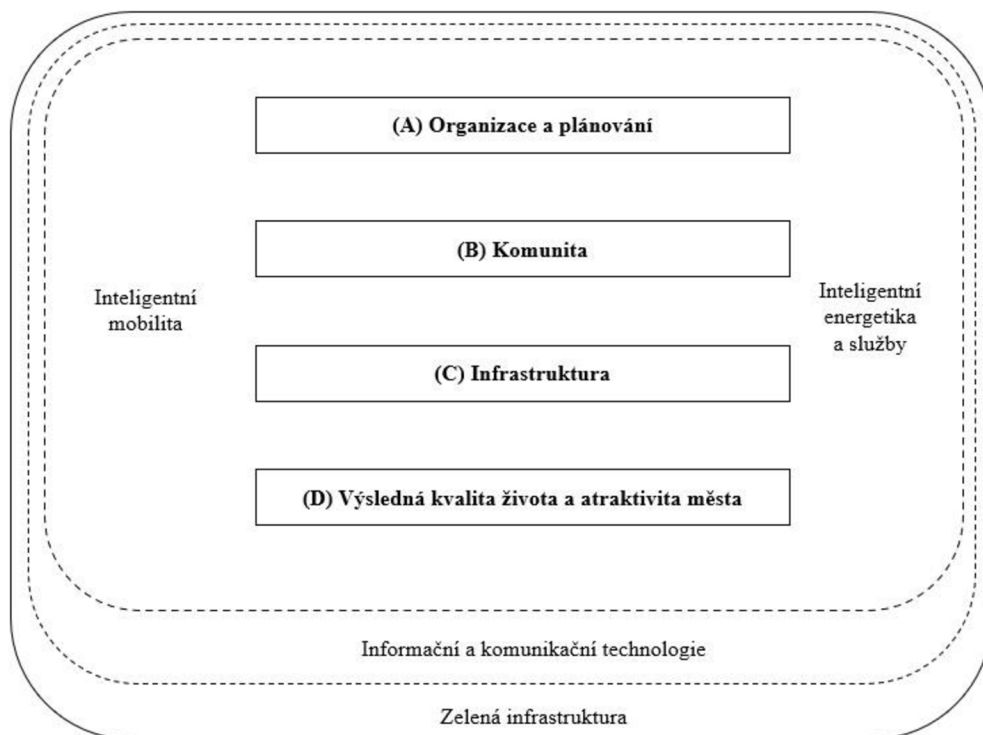 (A) Organizace a plánování
(B) Komunita
Inteligentní
mobilita
Inteligentní
energetika
a služby
(C) Infrastruktura
(D) Výsledná kvalita života a atraktivita města
Informační a komunikační technologie
Zelená infrastruktura